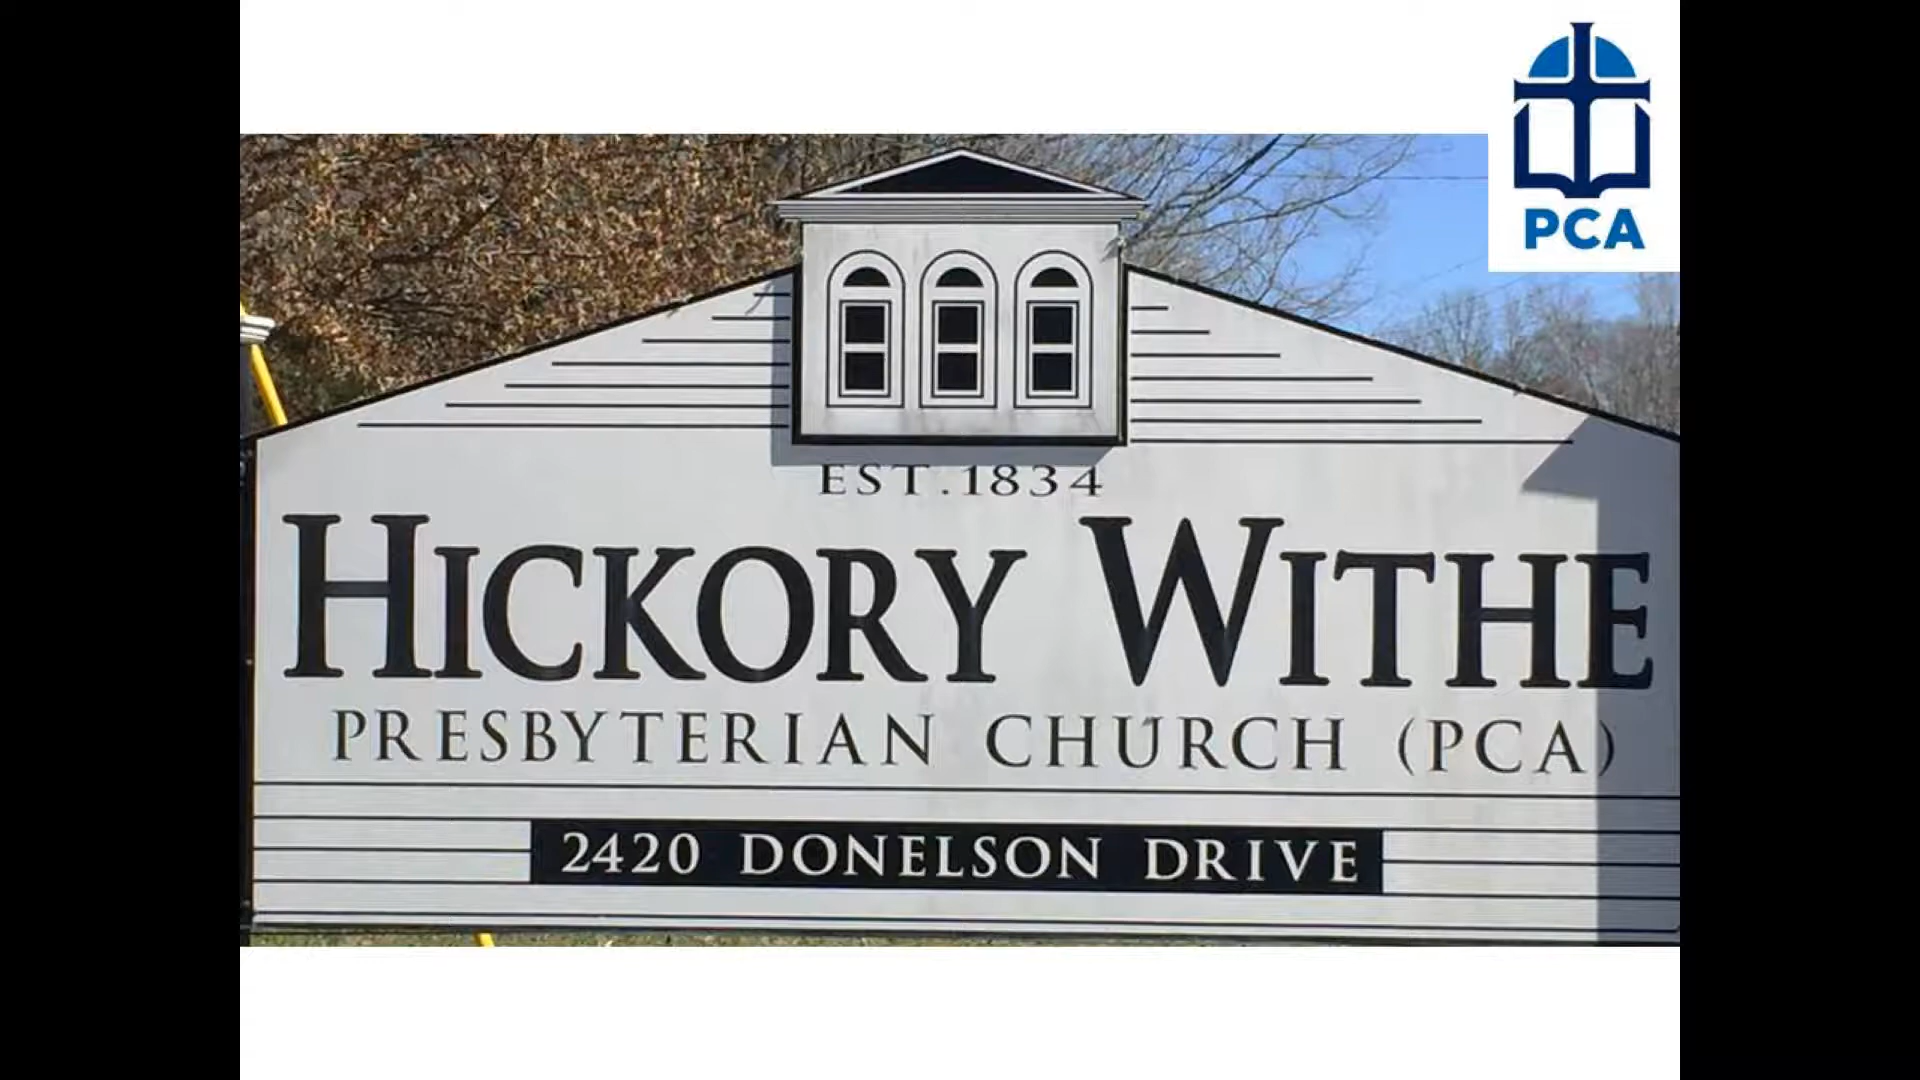 PCA
EST.1834
HICKORY WITHE
PRESBYTERIAN CHURCH (PCA)
2420 DONELSON DRIVE